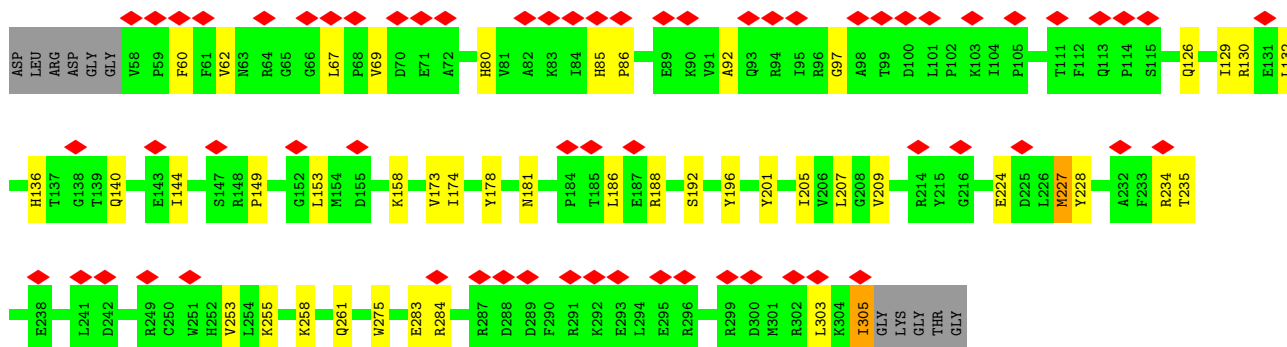 ASP LEU ARG ASP GLY GLY V58 P59 F60 F61 V62 N63 R64 G65 G66 L67 P68 V69 D70 E71 A72 H80 V81 A82 K83 I84 H85 P86 E89 K90 V91 A92 Q93 R94 I95 R96 G97 A98 T99 D100 L101 P102 K103 I104 P105 T111 F112 Q113 P114 S115 Q126 I129 R130 E131 L132
H136 T137 G138 T139 Q140 E143 I144 S147 R148 P149 G152 L153 M154 D155 K158 V173 I174 Y178 N181 P184 T185 L186 E187 R188 S192 Y196 Y201 I205 V206 L207 G208 V209 R214 Y215 G216 E224 D225 L226 M227 Y228 A232 F233 R234 T235
E238 L241 D242 R249 C250 W251 H252 V253 L254 K255 K258 Q261 W275 E283 R284 R287 D288 D289 F290 R291 K292 E293 L294 E295 R296 R299 D300 M301 R302 L303 K304 I305 GLY LYS GLY THR GLY